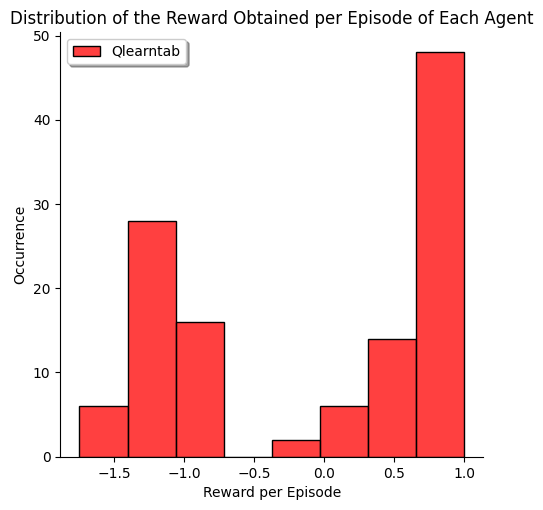 Distribution of the Reward Obtained per Episode of Each Agent
Qlearntab
Occurrence
50
40
30
20
10
0
−1.5 −1.0 −0.5 0.0 0.5 1.0
Reward per Episode